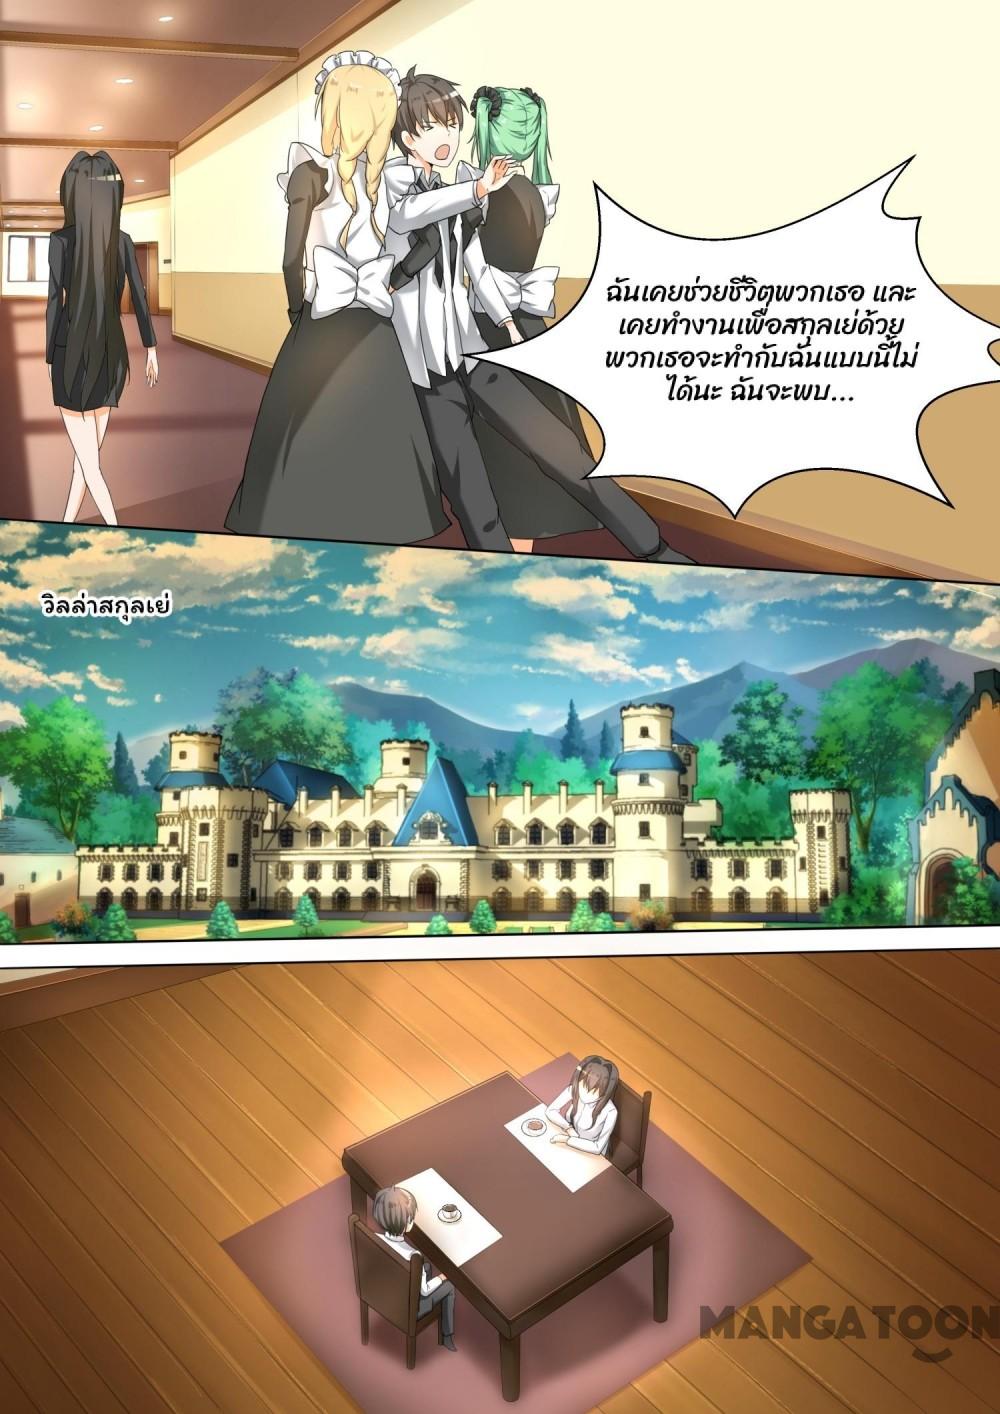 ฉันเคยช่วยชีวิตพวกเธอ และ
เคยทำงานเพื่อสกุลเย่ด้วย
พวกเธอจะทำกับฉันแบบนี้ไม่
ได้นะ ฉันจะพบ...
วิลล่าสกุลเย่
MANGATOON